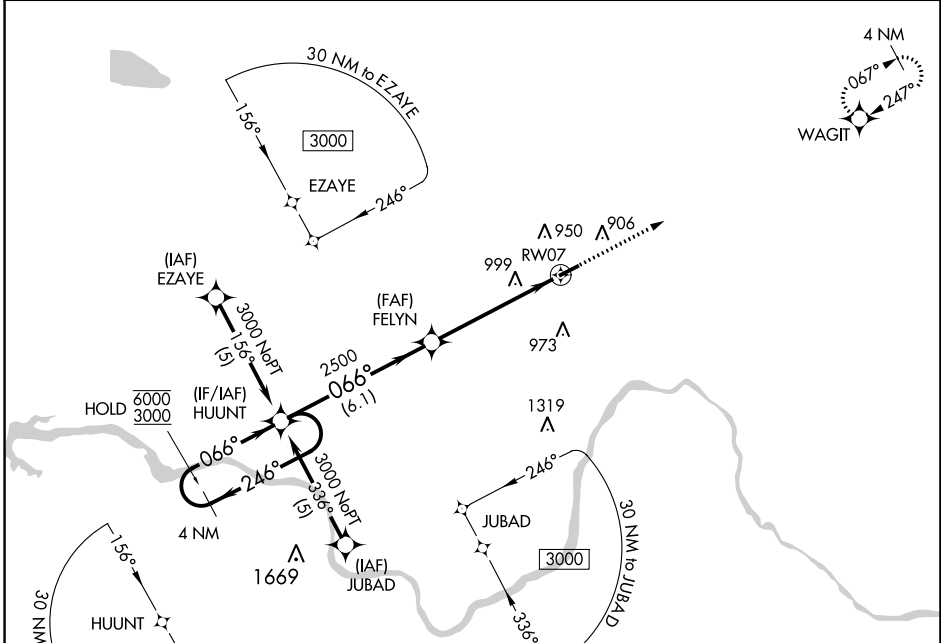 4 NM
067°
247°
WAGIT
30 NM to EZAYE
156°
3000
EZAYE
246°
950
906
RW07
999
973
(IAF)
EZAYE
3000 NoPT
156°
(5)
(FAF)
FELYN
2500
066°
(6.1)
(IF/IAF)
HUUNT
HOLD
6000
3000
066°
246°
4 NM
3000 NoPT
336°
(5)
(IAF)
JUBAD
1669
1319
246°
JUBAD
3000
30 NM to JUBAD
336°
156°
HUUNT
30 NM